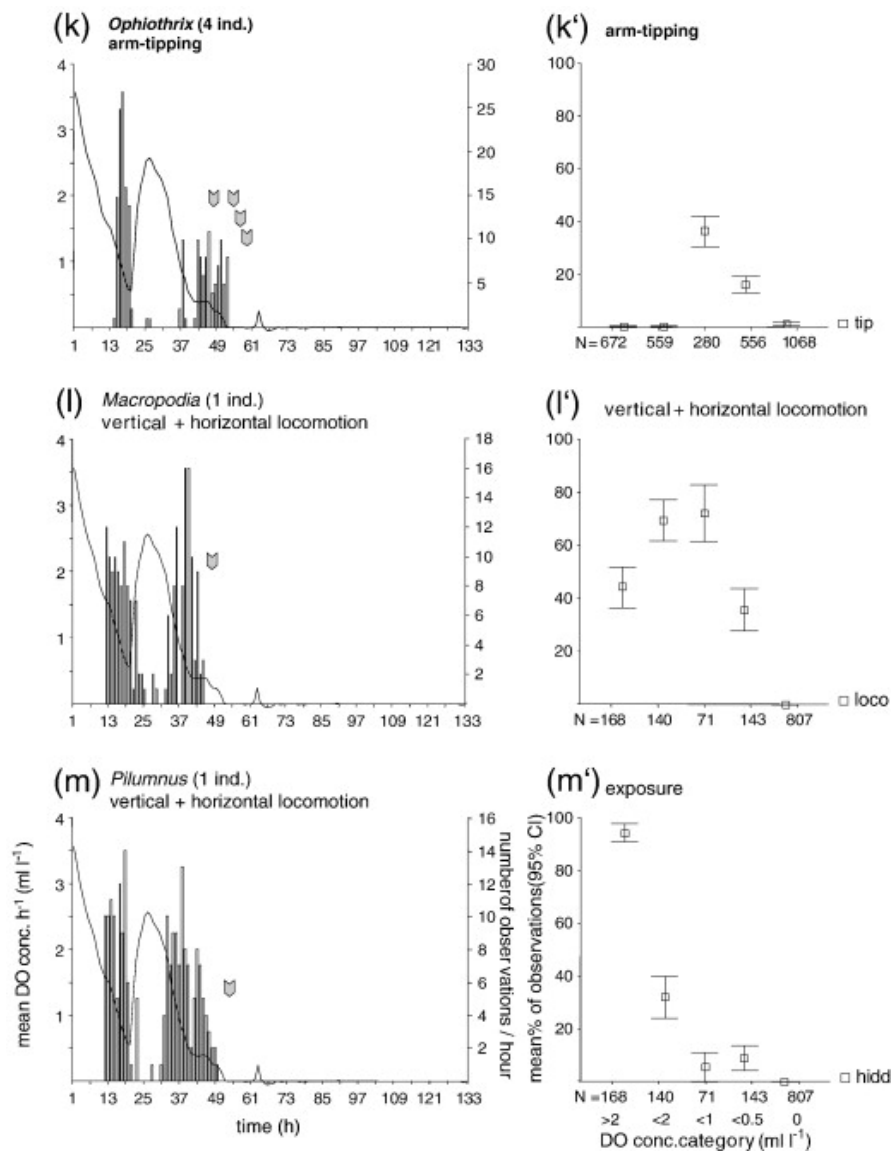 (k) Ophiothrix (4 ind.)
arm-tipping
4
3
2
1
30
25
20
15
10
5
1 13 25 37 49 61 73 85 97 109 121 133
(k‘) arm-tipping
100
80
60
40
20
N = 672 559 280 556 1068
tip
(l) Macropodia (1 ind.)
vertical + horizontal locomotion
4
3
2
1
18
16
14
12
10
8
6
4
2
1 13 25 37 49 61 73 85 97 109 121 133
(l‘) vertical + horizontal locomotion
100
80
60
40
20
N = 168 140 71 143 807
loco
(m) Pilumnus (1 ind.)
vertical + horizontal locomotion
mean DO conc. h-1 (ml l-1)
4
3
2
1
16
14
12
10
8
6
4
2
numberof observations / hour
1 13 25 37 49 61 73 85 97 109 121 133
time (h)
(m‘) exposure
mean% of observations(95% CI)
100
80
60
40
20
N =168 140 71 143 807
hidd
>2 <2 <1 <0.5 0
DO conc.category (ml l-1)